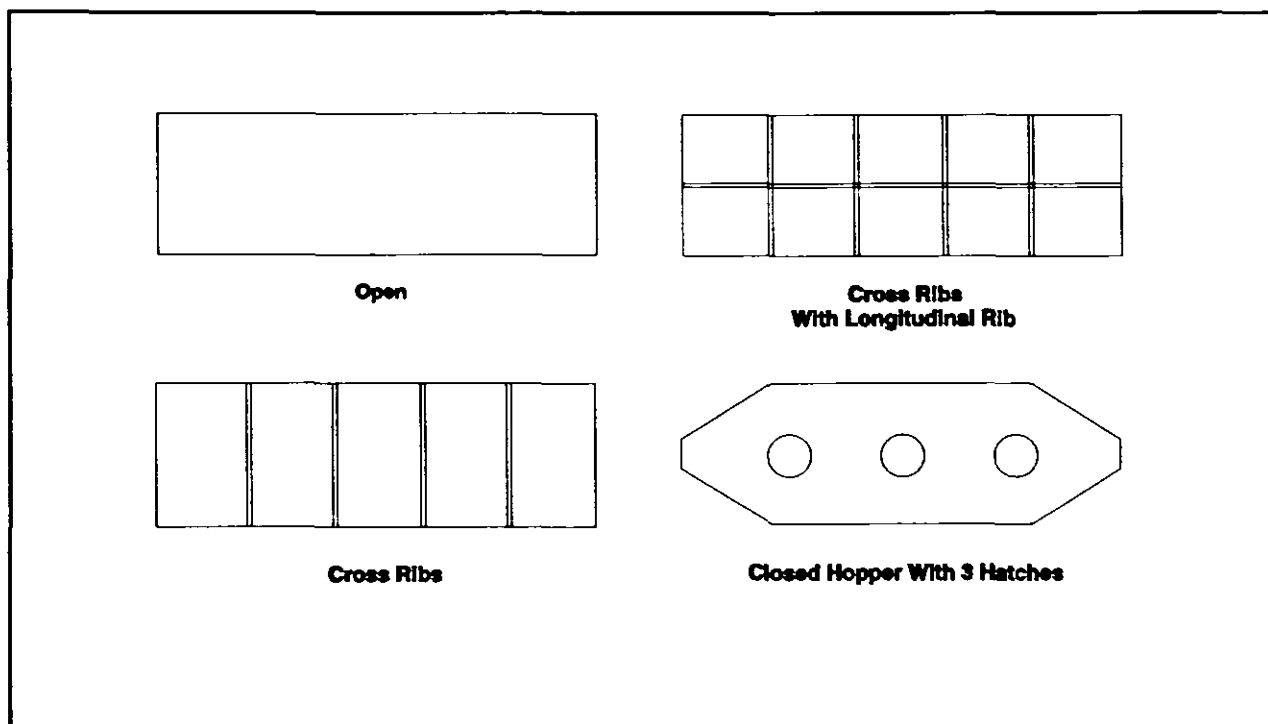 Open
Cross Ribs
With Longitudinal Rib
Cross Ribs
Closed Hopper With 3 Hatches